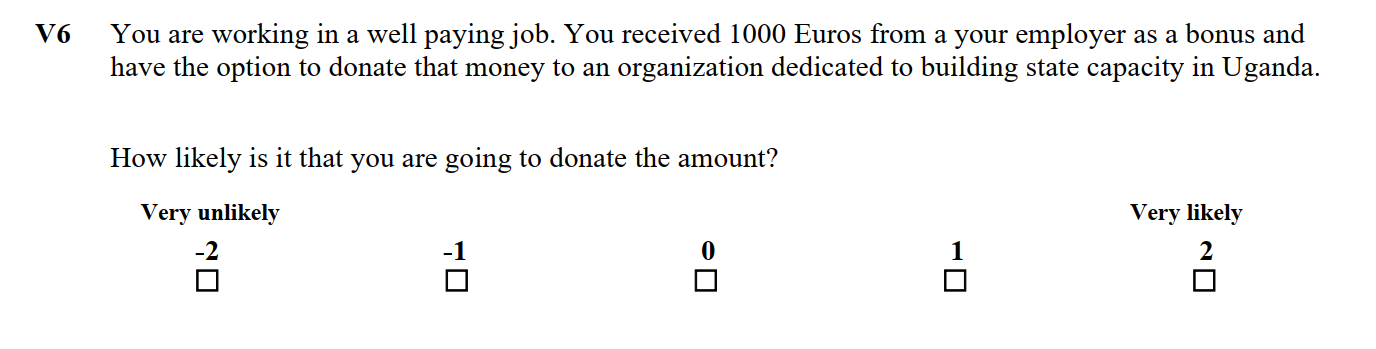 V6 You are working in a well paying job. You received 1000 Euros from a your employer as a bonus and
have the option to donate that money to an organization dedicated to building state capacity in Uganda.
How likely is it that you are going to donate the amount?
Very unlikely Very likely
-2 -1 0 1 2